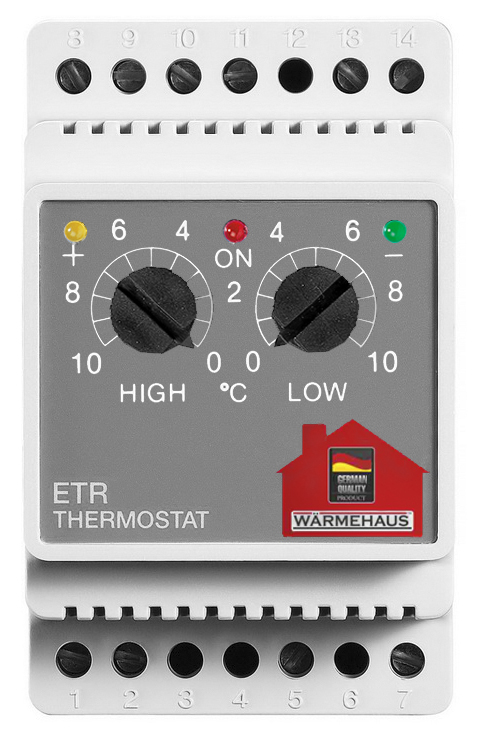 8 9 10 11 12 13 14
6 4 4 6
+ ON −
8 2 8
10 0 0 10
HIGH °C LOW
GERMAN
QUALITY
PRODUCT
ETR
THERMOSTAT
WÄRMEHAUS
1 2 3 4 5 6 7